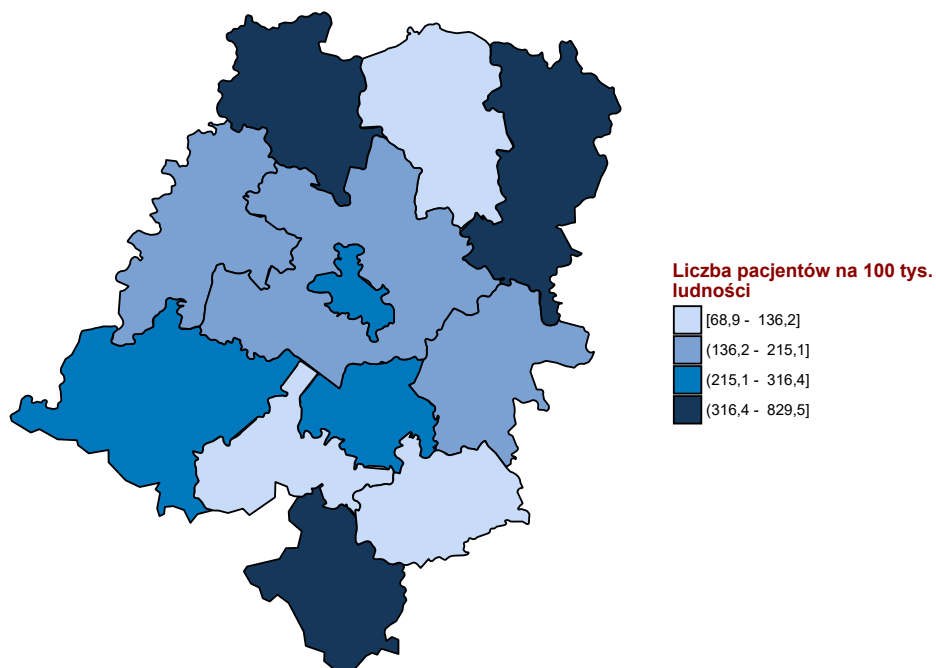 Liczba pacjentów na 100 tys.
ludności
[68,9 - 136,2]
(136,2 - 215,1]
(215,1 - 316,4]
(316,4 - 829,5]